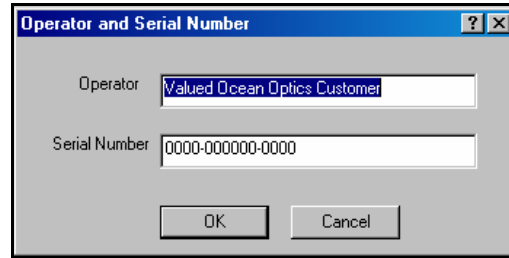 Operator and Serial Number
Operator Valued Ocean Optics Customer
Serial Number 0000-000000-0000
OK Cancel